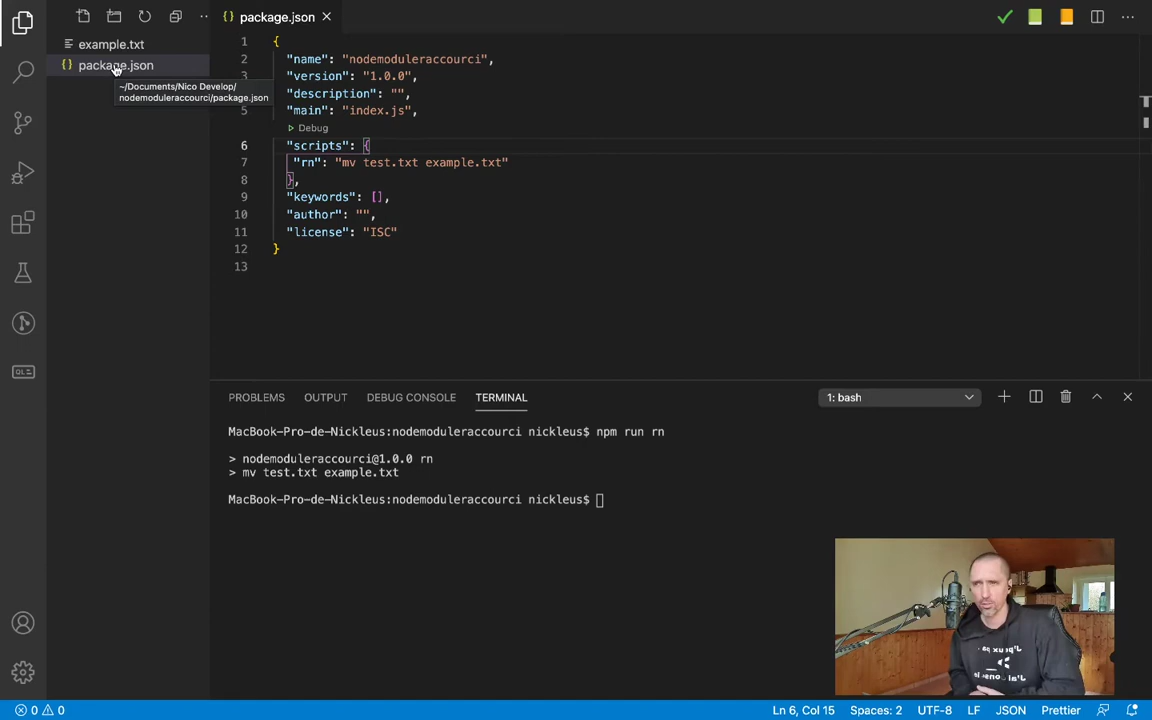 example.txt
{} package.json
~/Documents/Nico Develop/
nodemoduleraccourci/package.json
{} package.json
1 {
2 "name": "nodemoduleraccourci",
3 "version": "1.0.0",
"description": "",
5 "main": "index.js",
Debug
6 "scripts": {
7 "rn": "mv test.txt example.txt"
8 },
9 "keywords": [],
10 "author": "",
11 "license": "ISC"
12 }
13
PROBLEMS OUTPUT DEBUG CONSOLE TERMINAL 1: bash
MacBook-Pro-de-Nickleus:nodemoduleraccourci nickleus$ npm run rn
> nodemoduleraccourci@1.0.0 rn
> mv test.txt example.txt
MacBook-Pro-de-Nickleus:nodemoduleraccourci nickleus$
0 0 Ln 6, Col 15 Spaces: 2 UTF-8 LF JSON Prettier